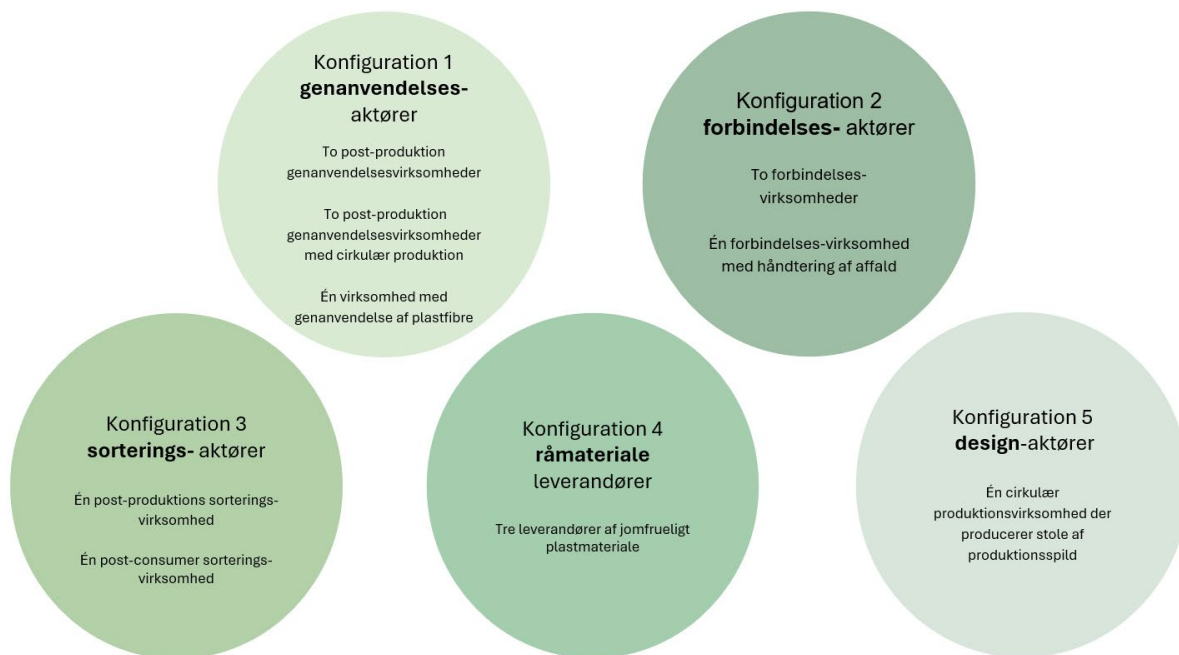 Konfiguration 1
genanvendelses-
aktører
To post-produktion
genanvendelsesvirksomheder
To post-produktion
genanvendelsesvirksomheder
med cirkulær produktion
Én virksomhed med
genanvendelse af plastfibre
Konfiguration 2
forbindelses- aktører
To forbindelses-
virksomheder
Én forbindelses-virksomhed
med håndtering af affald
Konfiguration 3
sorterings- aktører
Én post-produktions sorterings-
virksomhed
Én post-consumer sorterings-
virksomhed
Konfiguration 4
råmateriale
leverandører
Tre leverandører af jomfrueligt
plastmateriale
Konfiguration 5
design-aktører
Én cirkulær
produktionsvirksomhed der
producerer stole af
produktionsspild